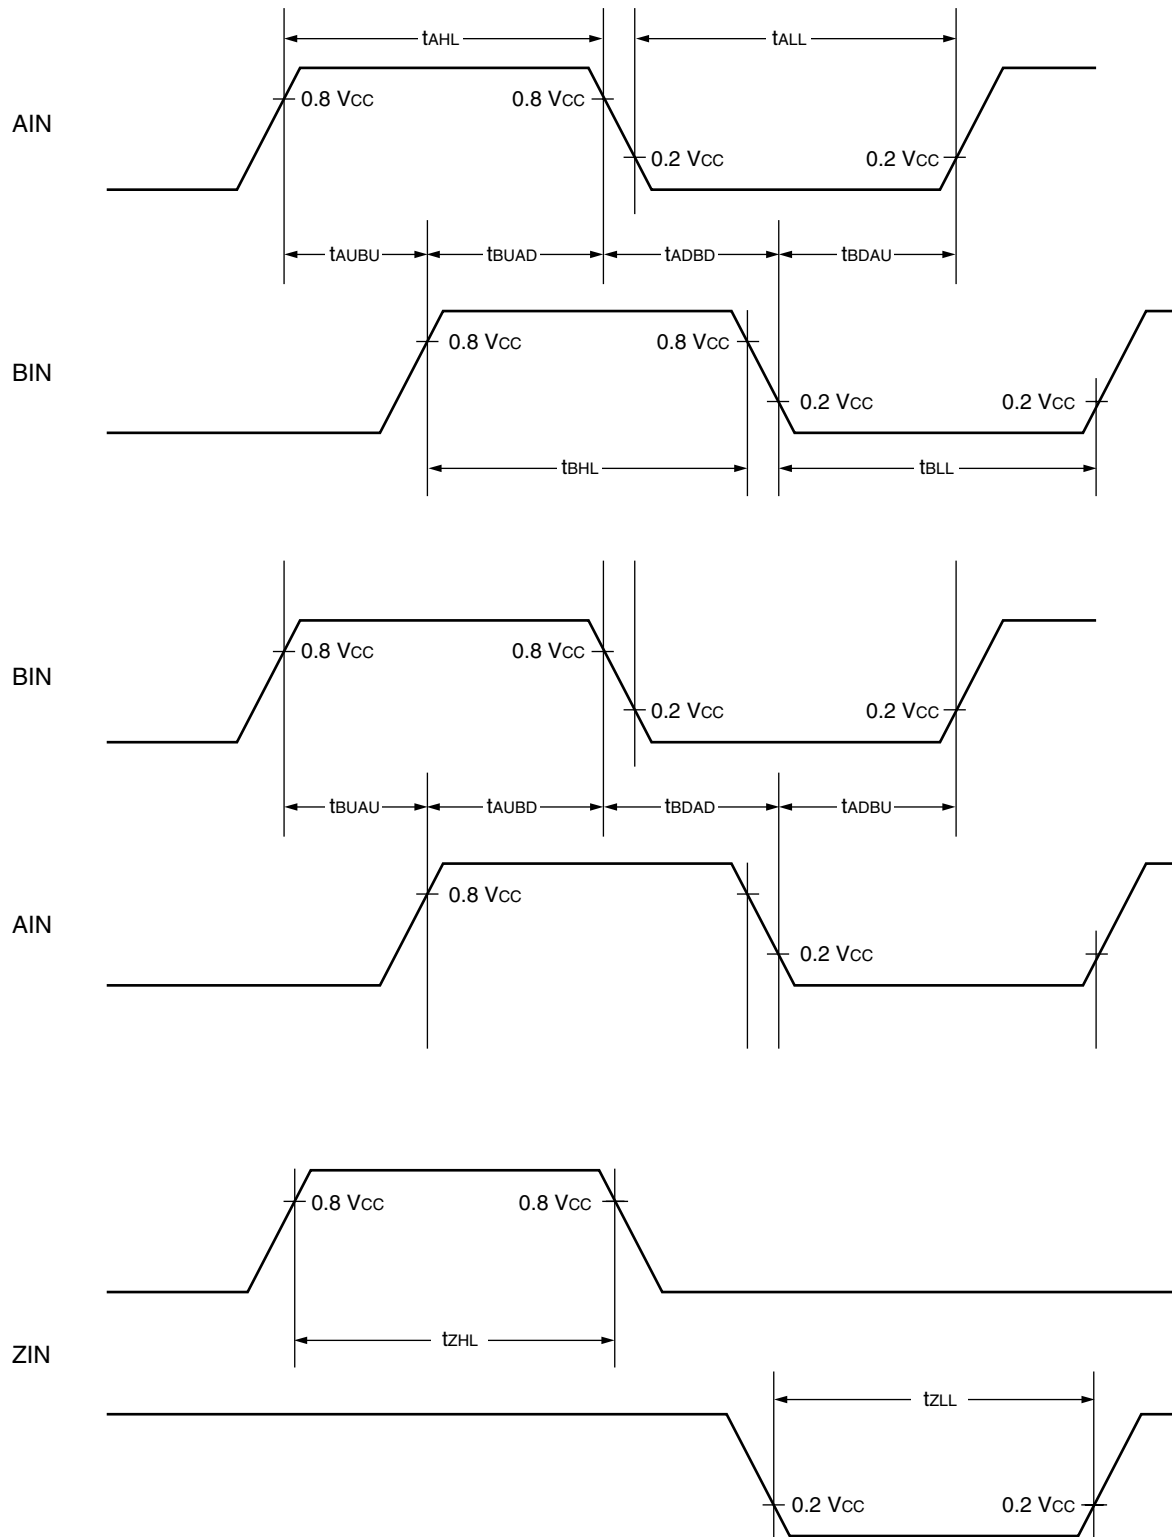 tAHL tALL
AIN 0.8 VCC 0.8 VCC
0.2 VCC 0.2 VCC
tAUBU tBUAD tADBD tBDAU
0.8 VCC 0.8 VCC
BIN
0.2 VCC 0.2 VCC
tBHL tBLL
0.8 VCC 0.8 VCC
BIN
0.2 VCC 0.2 VCC
tBUAU tAUBD tBDAD tADBU
0.8 VCC
AIN
0.2 VCC
0.8 VCC 0.8 VCC
tZHL
ZIN
tZLL
0.2 VCC 0.2 VCC